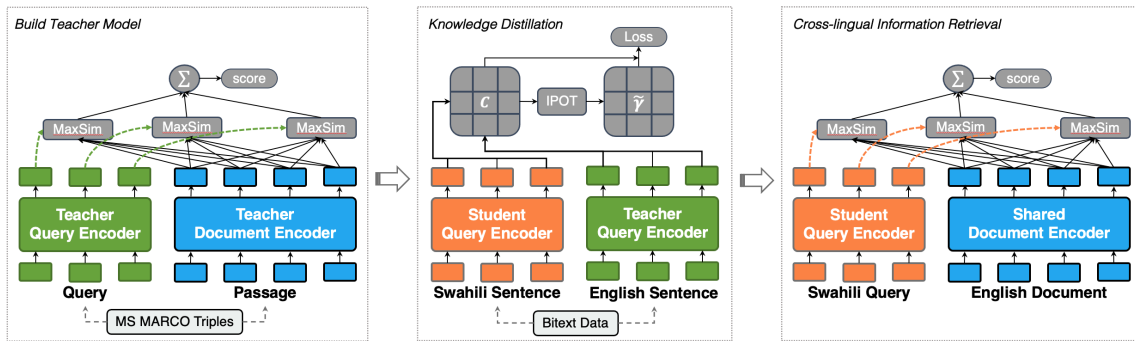 Build Teacher Model
Σ
score
MaxSim
MaxSim
MaxSim
Teacher
Query Encoder
Teacher
Document Encoder
Query
Passage
MS MARCO Triples
Knowledge Distillation
Loss
C
IPOT
γ̃
Student
Query Encoder
Teacher
Query Encoder
Swahili Sentence
English Sentence
Bitext Data
Cross-lingual Information Retrieval
Σ
score
MaxSim
MaxSim
MaxSim
Student
Query Encoder
Shared
Document Encoder
Swahili Query
English Document